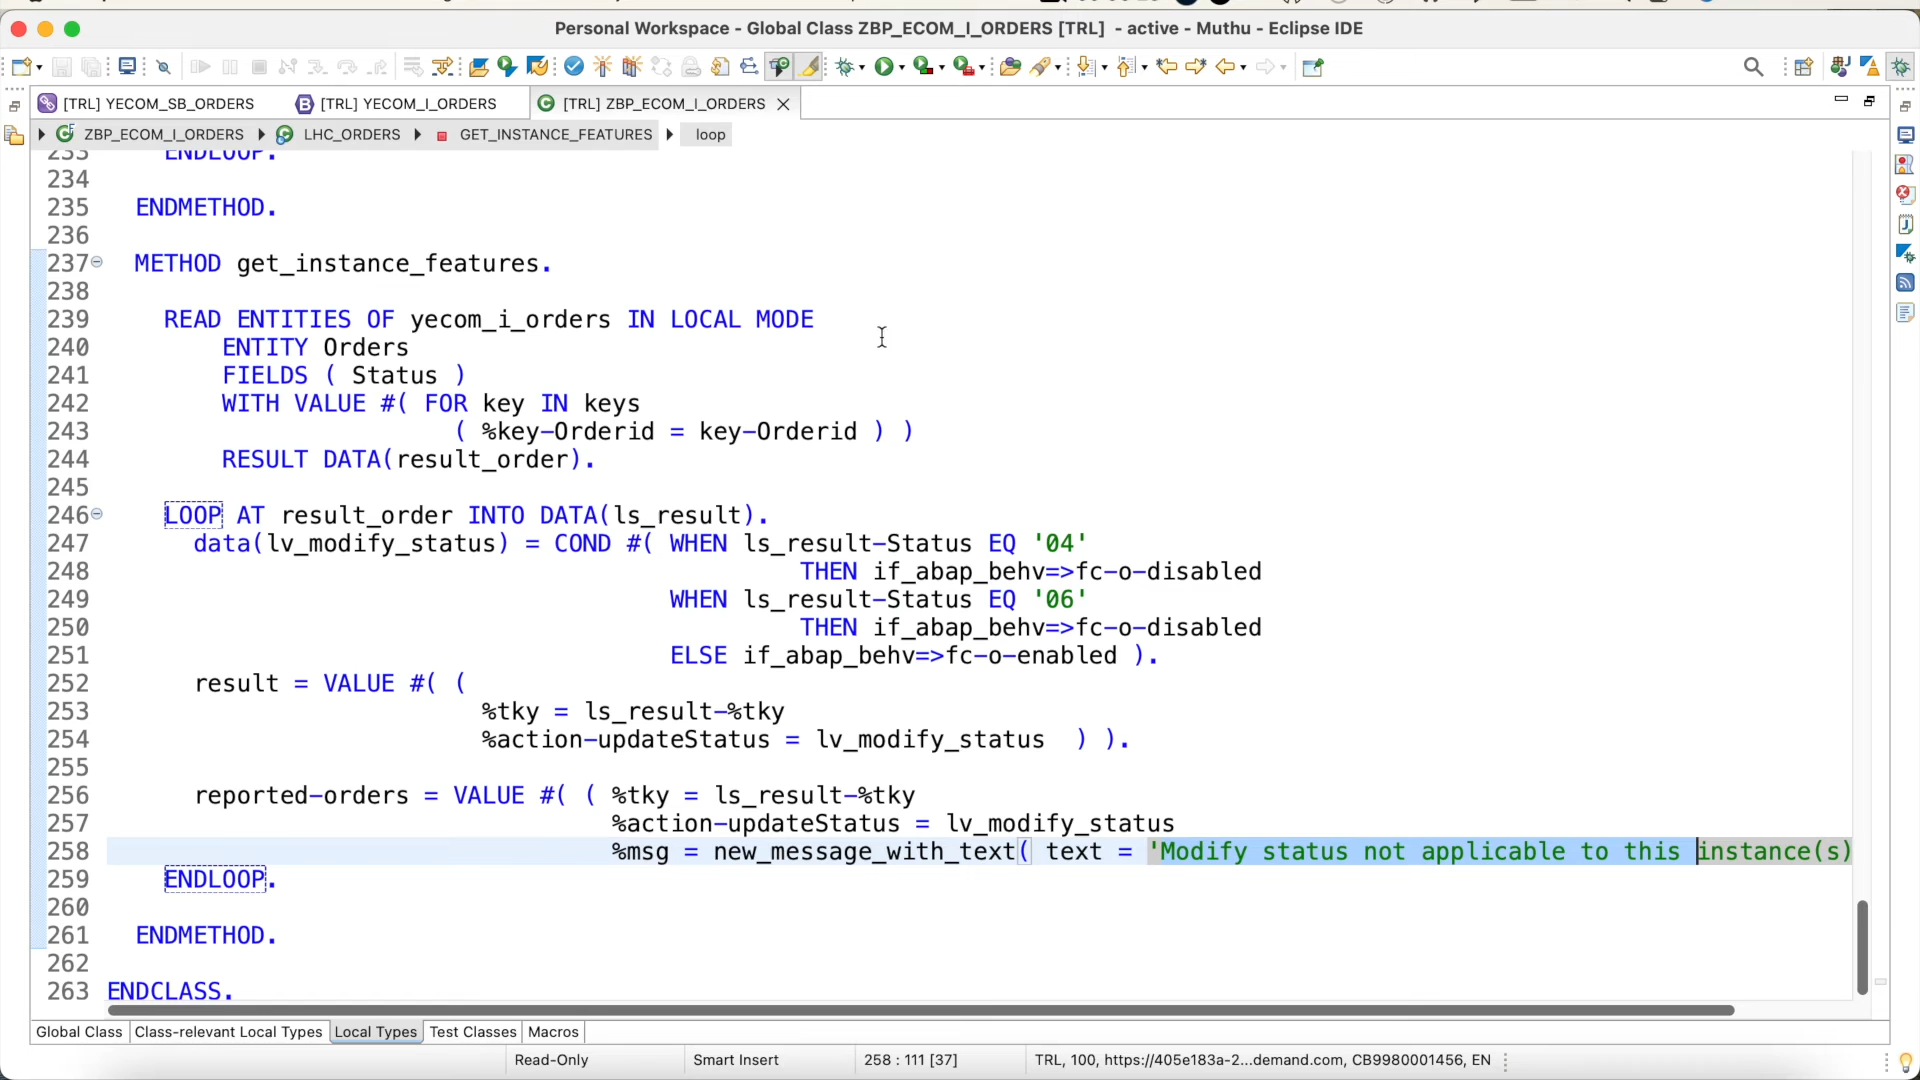 Personal Workspace - Global Class ZBP_ECOM_I_ORDERS [TRL] - active - Muthu - Eclipse IDE
[TRL] YECOM_SB_ORDERS
[TRL] YECOM_I_ORDERS
[TRL] ZBP_ECOM_I_ORDERS
ZBP_ECOM_I_ORDERS
LHC_ORDERS
GET_INSTANCE_FEATURES
loop
233 ENDLOOP.
234
235 ENDMETHOD.
236
237 METHOD get_instance_features.
238
239 READ ENTITIES OF yecom_i_orders IN LOCAL MODE
240 ENTITY Orders
241 FIELDS ( Status )
242 WITH VALUE #( FOR key IN keys
243 ( %key-Orderid = key-Orderid ) )
244 RESULT DATA(result_order).
245
246 LOOP AT result_order INTO DATA(ls_result).
247 data(lv_modify_status) = COND #( WHEN ls_result-Status EQ '04'
248 THEN if_abap_behv=>fc-o-disabled
249 WHEN ls_result-Status EQ '06'
250 THEN if_abap_behv=>fc-o-disabled
251 ELSE if_abap_behv=>fc-o-enabled ).
252 result = VALUE #( (
253 %tky = ls_result-%tky
254 %action-updateStatus = lv_modify_status ) ).
255
256 reported-orders = VALUE #( ( %tky = ls_result-%tky
257 %action-updateStatus = lv_modify_status
258 %msg = new_message_with_text( text = 'Modify status not applicable to this instance(s)
259 ENDLOOP.
260
261 ENDMETHOD.
262
263 ENDCLASS.
Global Class
Class-relevant Local Types
Local Types
Test Classes
Macros
Read-Only
Smart Insert
258 : 111 [37]
TRL, 100, https://405e183a-2...demand.com, CB9980001456, EN